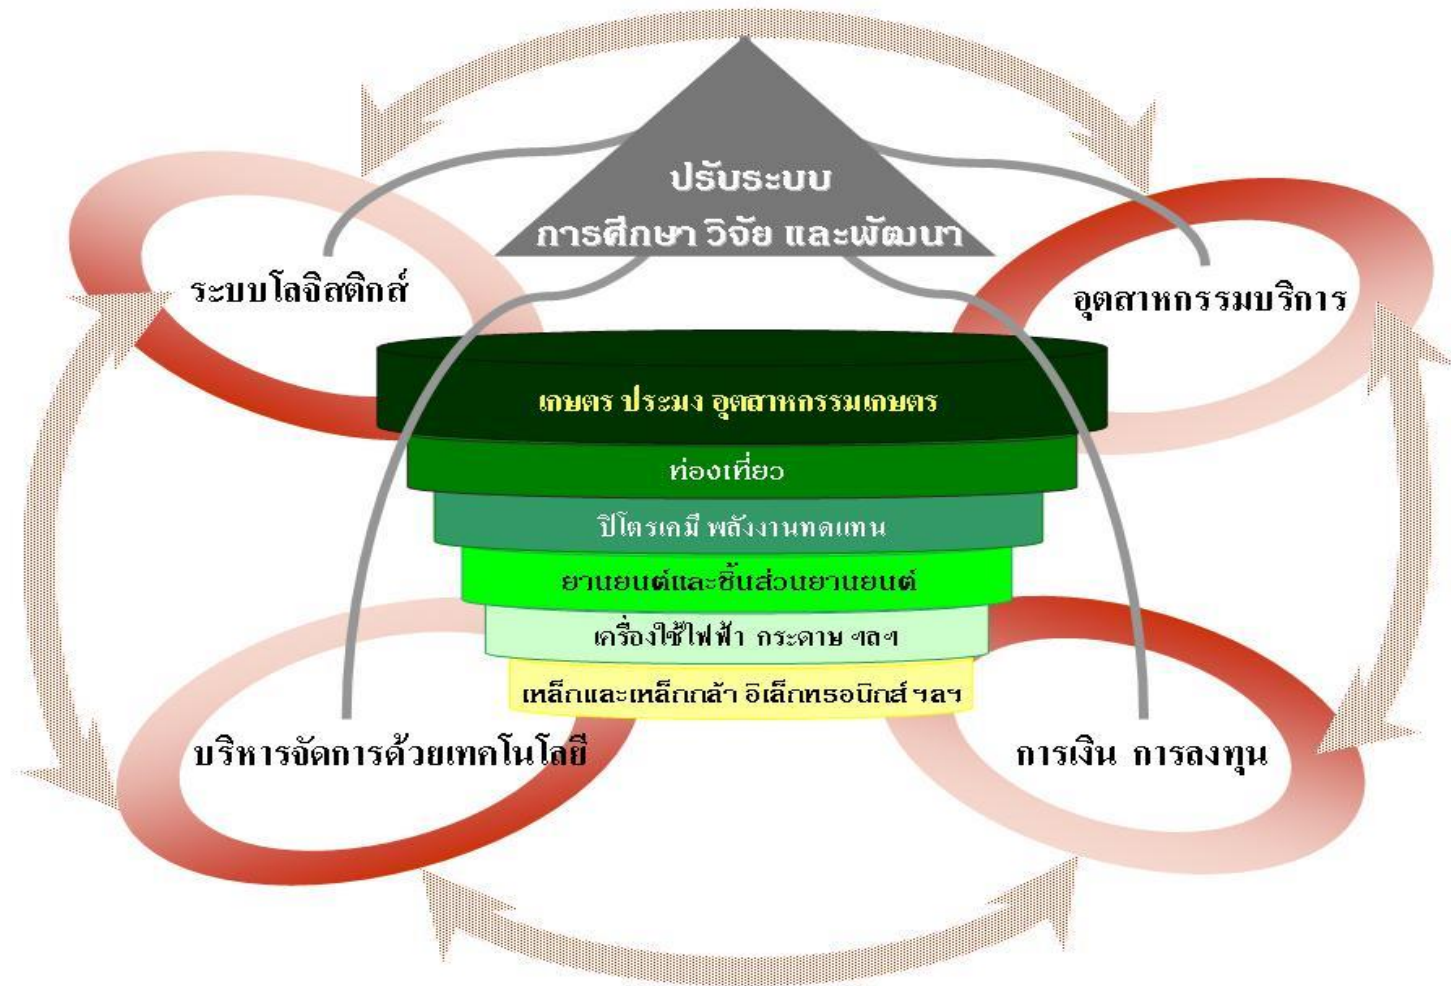 ปรับระบบ
การศึกษา วิจัย และพัฒนา
ระบบโลจิสติกส์
อุตสาหกรรมบริการ
เกษตร ประมง อุตสาหกรรมเกษตร
ท่องเที่ยว
ปิโตรเคมี พลังงานทดแทน
ยานยนต์และชิ้นส่วนยานยนต์
เครื่องใช้ไฟฟ้า กระดาษ ฯลฯ
เหล็กและเหล็กกล้า อิเล็กทรอนิกส์ ฯลฯ
บริหารจัดการด้วยเทคโนโลยี
การเงิน การลงทุน